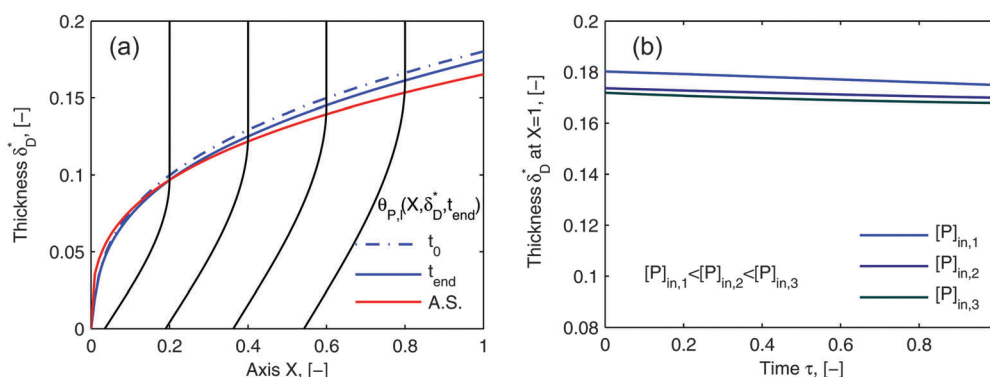 (a)
0.2
0.15
0.1
0.05
0
Thickness δ*D, [−]
θP,l(X,δ*D,tend)
t0
tend
A.S.
0 0.2 0.4 0.6 0.8 1
Axis X, [−]
(b)
0.2
0.18
0.16
0.14
0.12
0.1
0.08
Thickness δ*D at X=1, [−]
[P]in,1
[P]in,2
[P]in,3
[P]in,1<[P]in,2<[P]in,3
0 0.2 0.4 0.6 0.8
Time τ, [−]